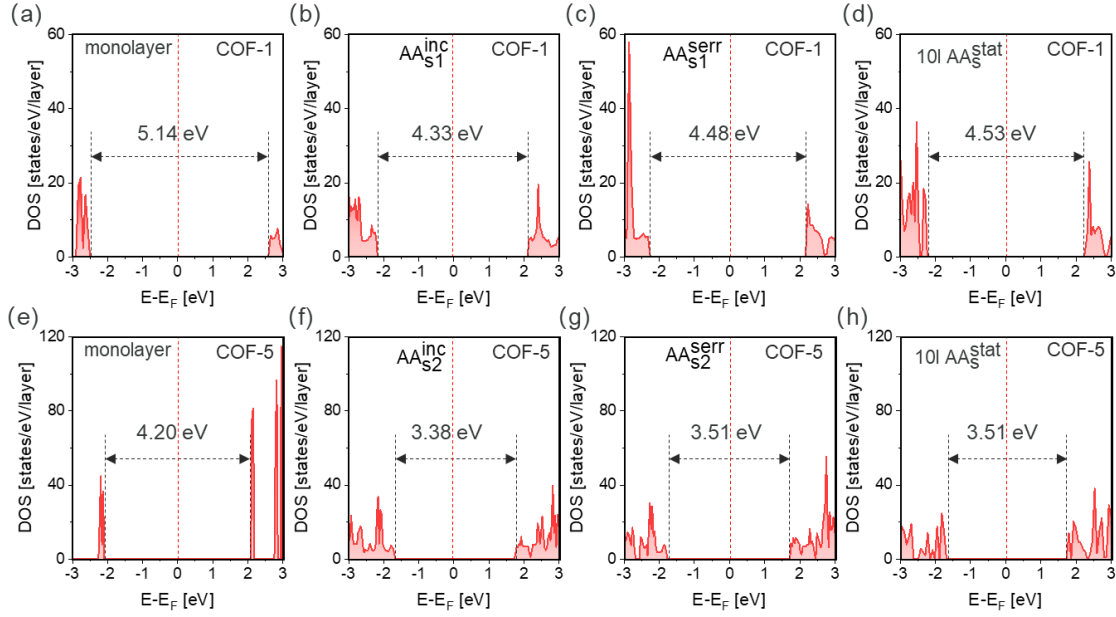 (a) (b) (c) (d)
60 monolayer COF-1
40
20
0
5.14 eV
-3 -2 -1 0 1 2 3
E-E_F [eV]
DOS [states/eV/layer]
60 AA_s1^inc COF-1
40
20
0
4.33 eV
-3 -2 -1 0 1 2 3
E-E_F [eV]
DOS [states/eV/layer]
60 AA_s1^serr COF-1
40
20
0
4.48 eV
-3 -2 -1 0 1 2 3
E-E_F [eV]
DOS [states/eV/layer]
60 10l AA_s^stat COF-1
40
20
0
4.53 eV
-3 -2 -1 0 1 2 3
E-E_F [eV]
DOS [states/eV/layer]
(e) (f) (g) (h)
120 monolayer COF-5
80
40
0
4.20 eV
-3 -2 -1 0 1 2 3
E-E_F [eV]
DOS [states/eV/layer]
120 AA_s2^inc COF-5
80
40
0
3.38 eV
-3 -2 -1 0 1 2 3
E-E_F [eV]
DOS [states/eV/layer]
120 AA_s2^serr COF-5
80
40
0
3.51 eV
-3 -2 -1 0 1 2 3
E-E_F [eV]
DOS [states/eV/layer]
120 10l AA_s^stat COF-5
80
40
0
3.51 eV
-3 -2 -1 0 1 2 3
E-E_F [eV]
DOS [states/eV/layer]